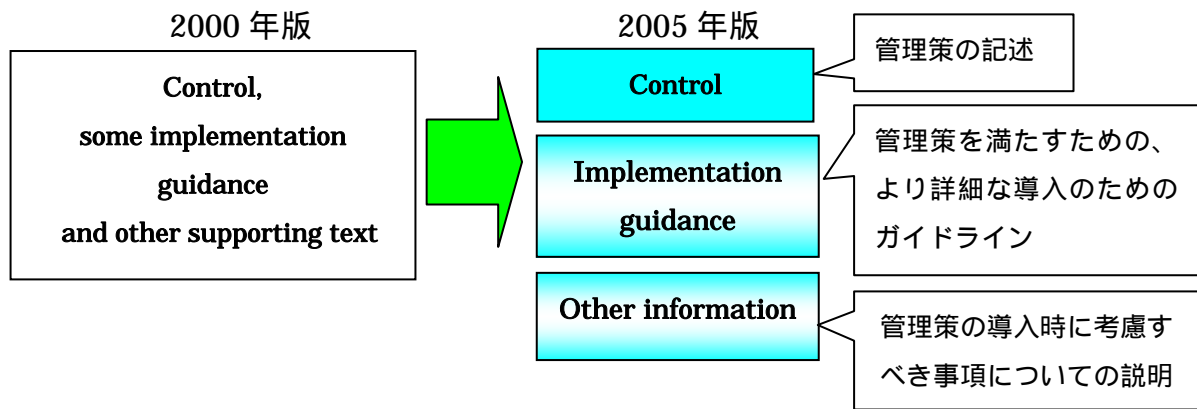 2000 年版
Control,
some implementation
guidance
and other supporting text
2005 年版
Control
管理策の記述
Implementation
guidance
管理策を満たすための、
より詳細な導入のための
ガイドライン
Other information
管理策の導入時に考慮す
べき事項についての説明